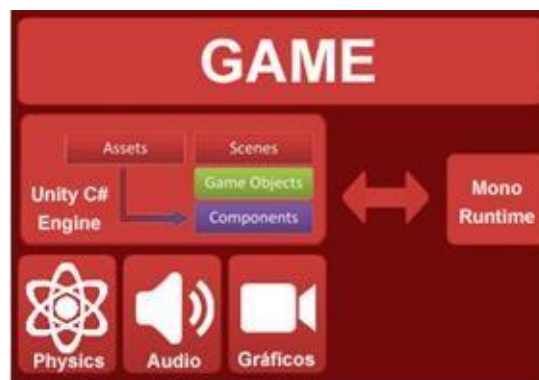 GAME
Assets
Scenes
Game Objects
Components
Unity C#
Engine
Mono
Runtime
Physics
Audio
Gráficos